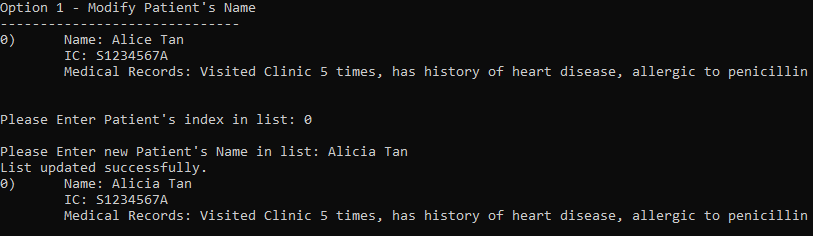 Option 1 - Modify Patient's Name
------------------------------
0)      Name: Alice Tan
        IC: S1234567A
        Medical Records: Visited Clinic 5 times, has history of heart disease, allergic to penicillin
Please Enter Patient's index in list: 0
Please Enter new Patient's Name in list: Alicia Tan
List updated successfully.
0)      Name: Alicia Tan
        IC: S1234567A
        Medical Records: Visited Clinic 5 times, has history of heart disease, allergic to penicillin